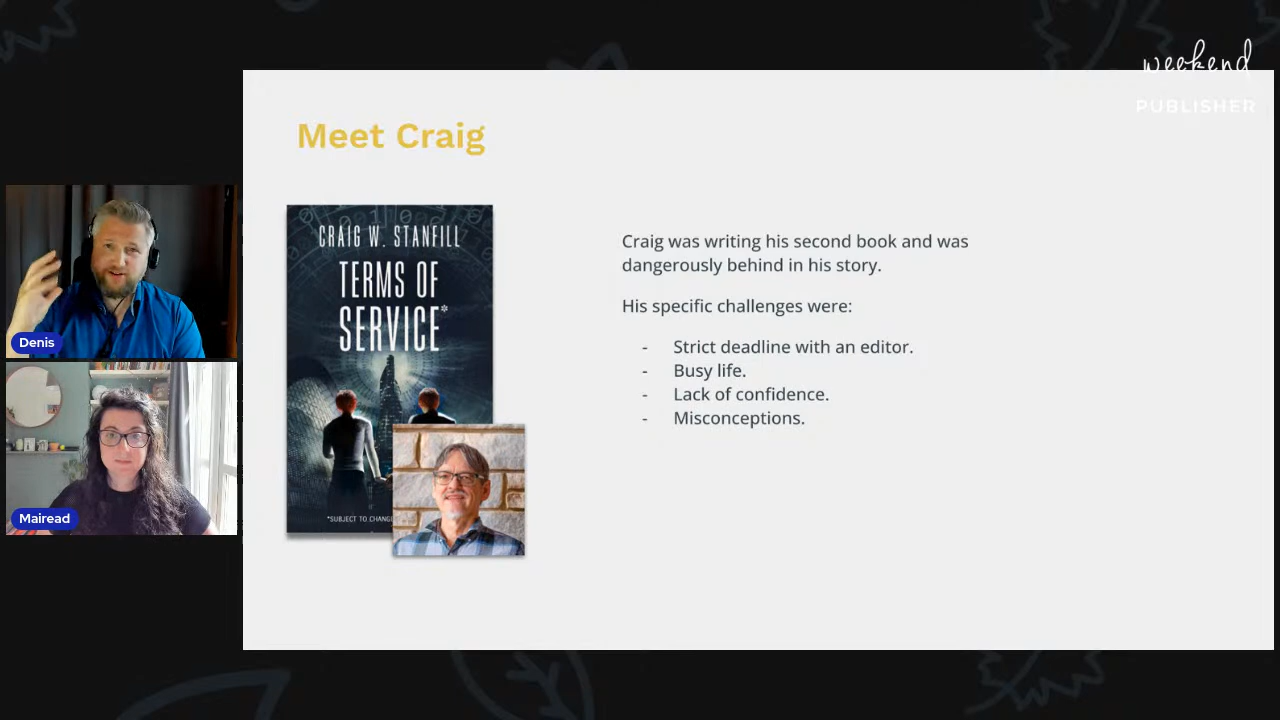 weekend
PUBLISHER
Meet Craig
CRAIG W. STANFILL
TERMS OF
SERVICE*
*SUBJECT TO
Craig was writing his second book and was
dangerously behind in his story.
His specific challenges were:
- Strict deadline with an editor.
- Busy life.
- Lack of confidence.
- Misconceptions.
Denis
Mairead